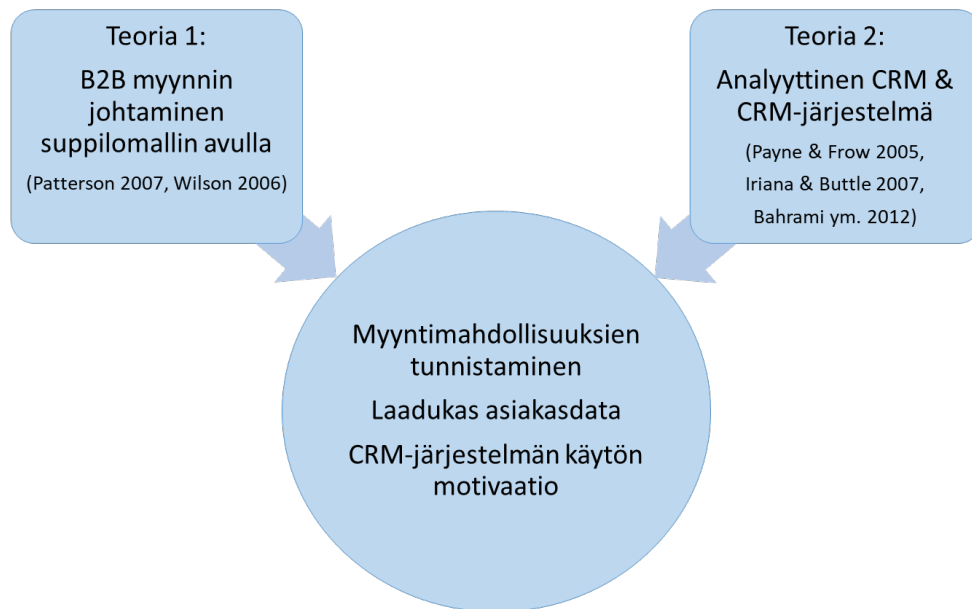 Teoria 1:
B2B myynnin
johtaminen
suppilomallin avulla
(Patterson 2007, Wilson 2006)
Teoria 2:
Analyyttinen CRM &
CRM-järjestelmä
(Payne & Frow 2005,
Iriana & Buttle 2007,
Bahrami ym. 2012)
Myyntimahdollisuuksien
tunnistaminen
Laadukas asiakasdata
CRM-järjestelmän käytön
motivaatio